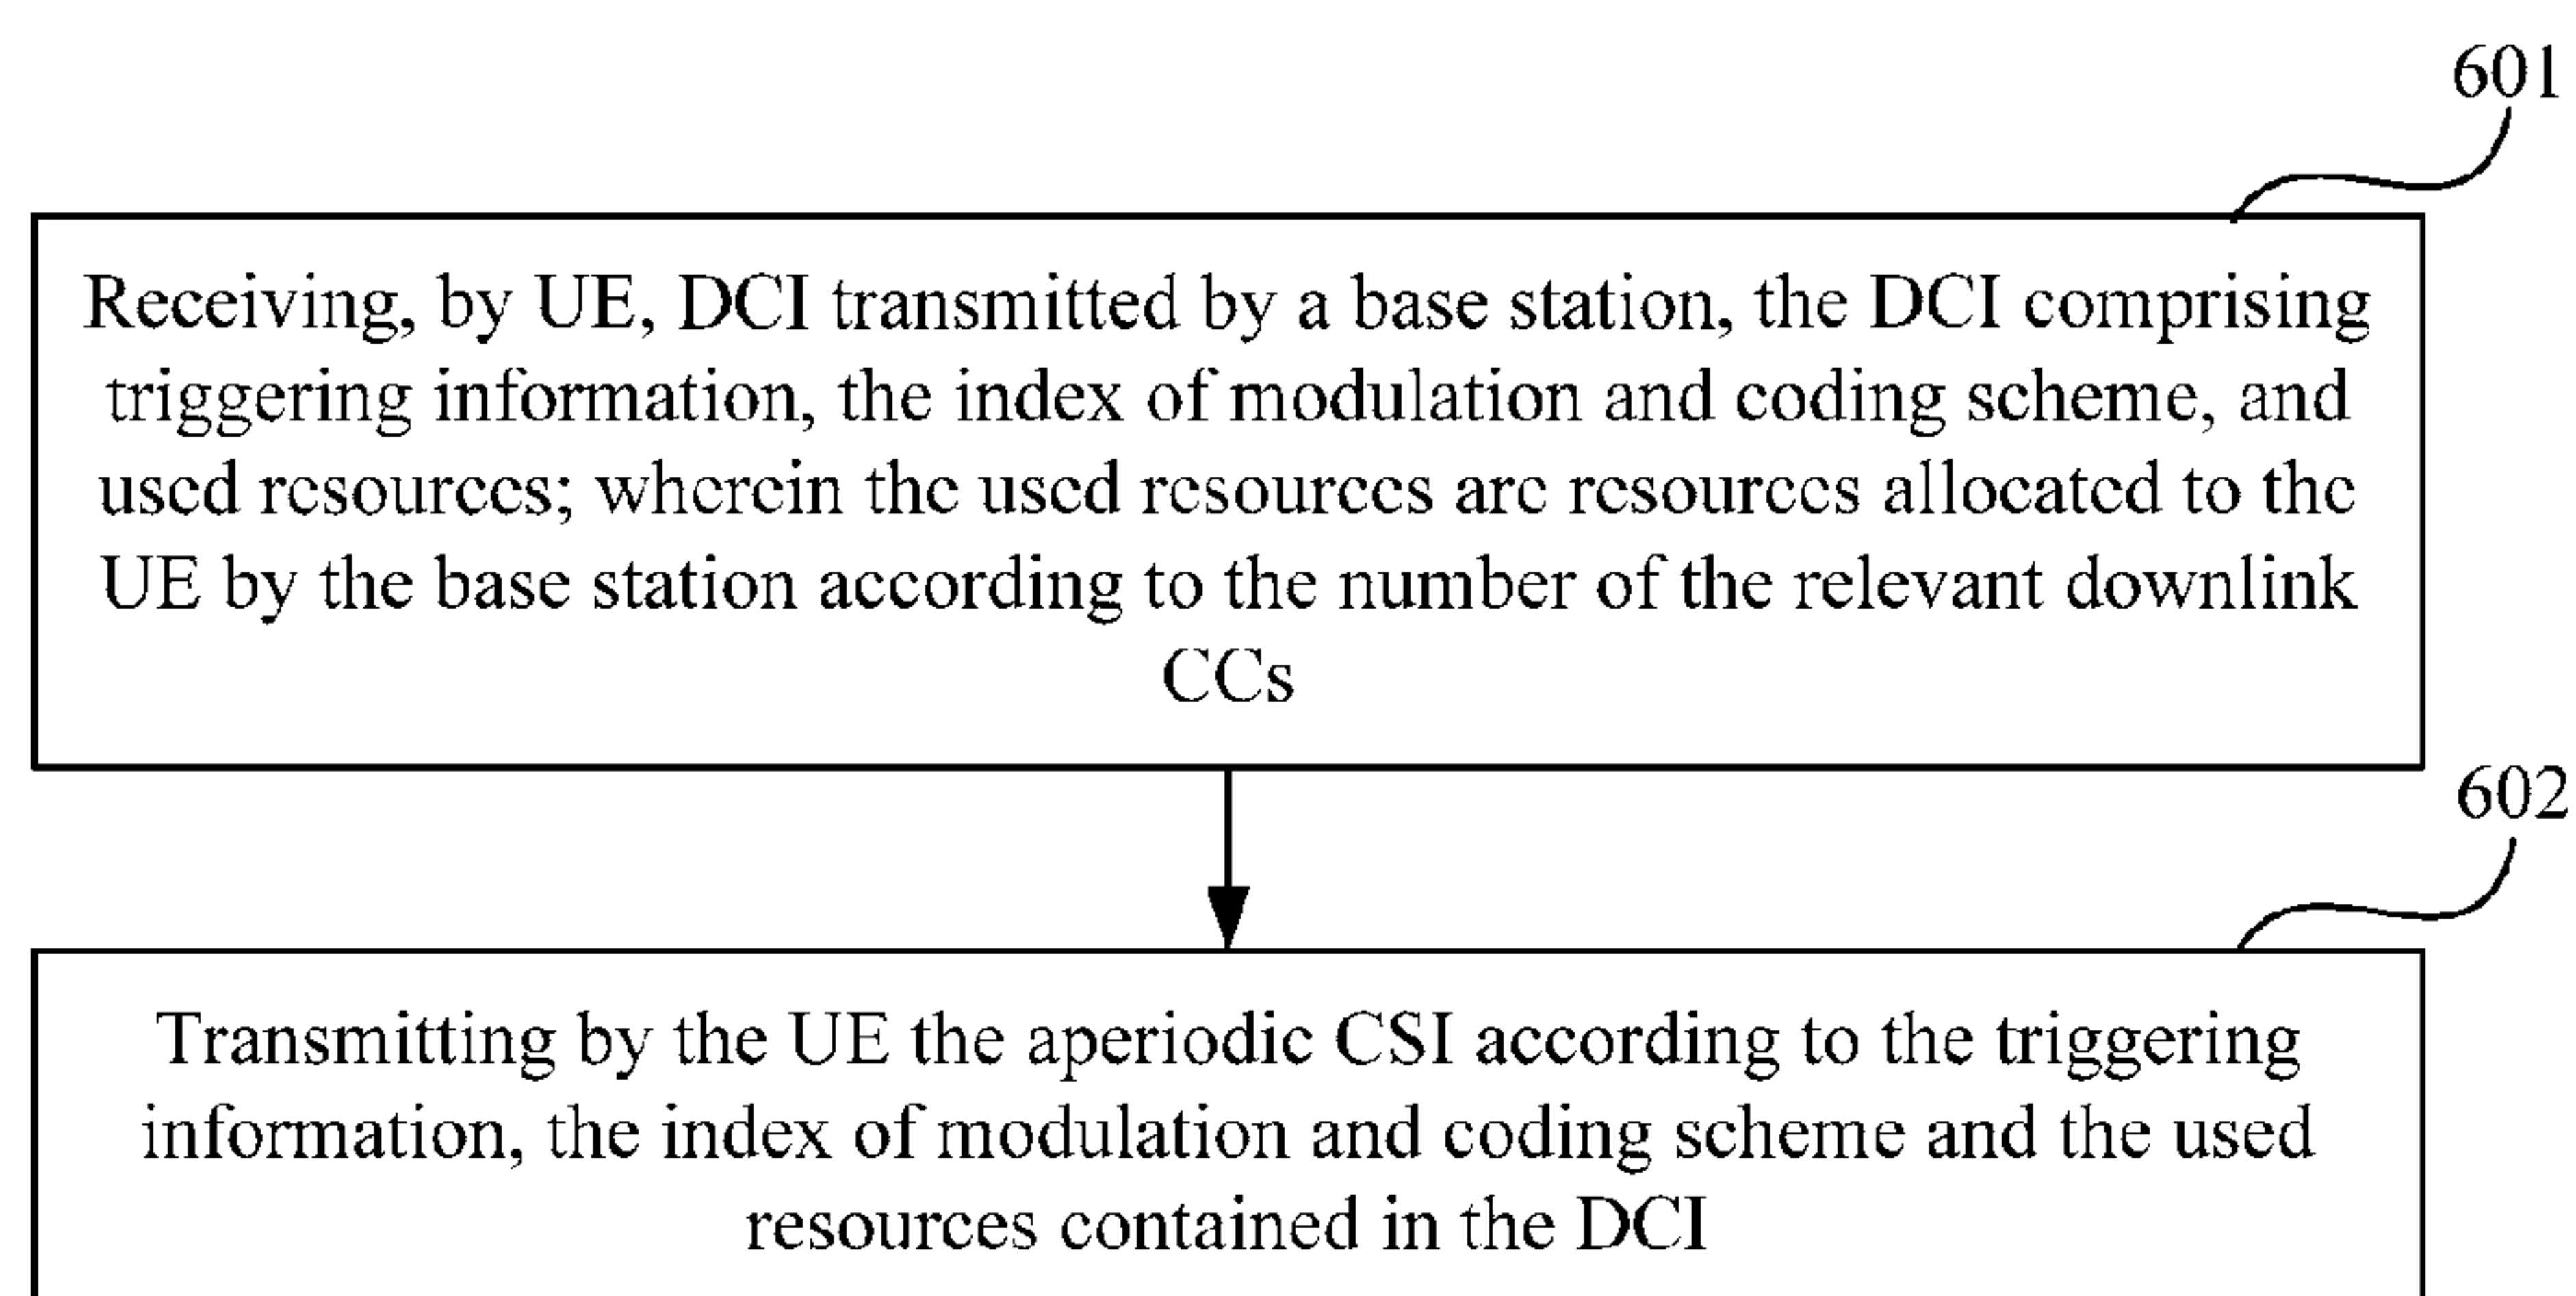 601
Receiving, by UE, DCI transmitted by a base station, the DCI comprising
triggering information, the index of modulation and coding scheme, and
used resources; wherein the used resources are resources allocated to the
UE by the base station according to the number of the relevant downlink
CCs
602
Transmitting by the UE the aperiodic CSI according to the triggering
information, the index of modulation and coding scheme and the used
resources contained in the DCI